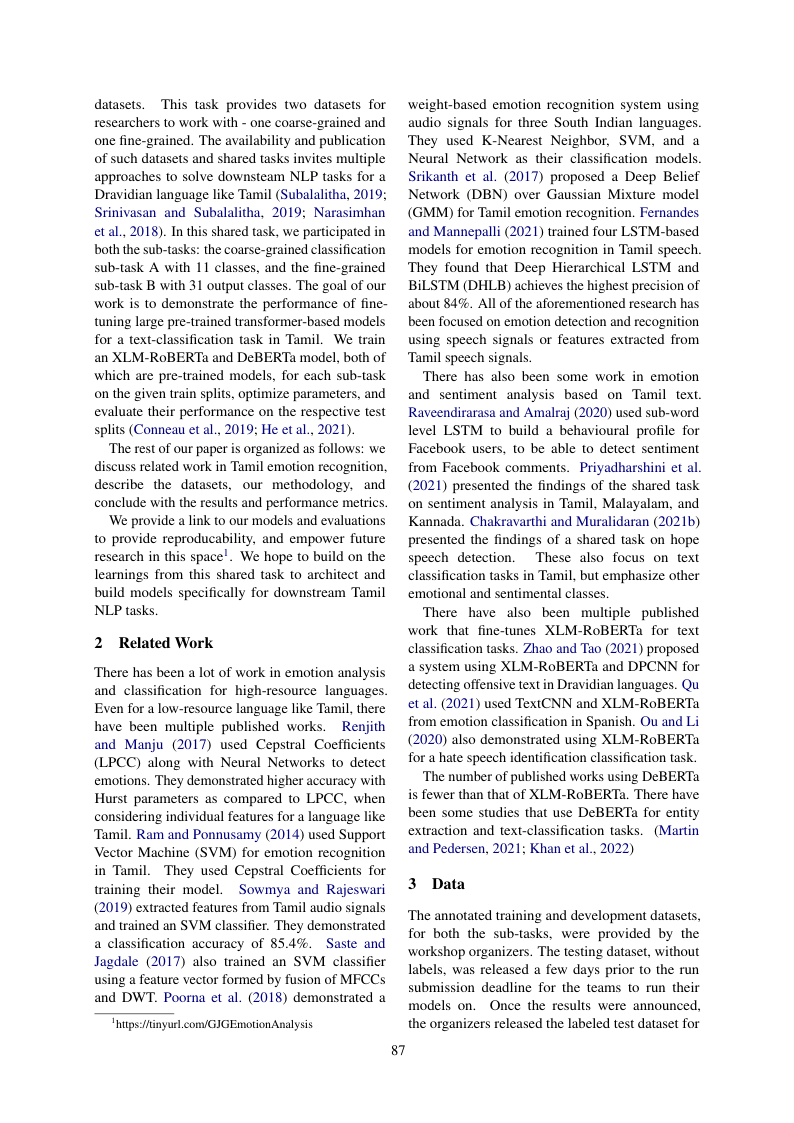 datasets. This task provides two datasets for
researchers to work with - one coarse-grained and
one fine-grained. The availability and publication
of such datasets and shared tasks invites multiple
approaches to solve downsteam NLP tasks for a
Dravidian language like Tamil (Subalalitha, 2019;
Srinivasan and Subalalitha, 2019; Narasimhan
et al., 2018). In this shared task, we participated in
both the sub-tasks: the coarse-grained classification
sub-task A with 11 classes, and the fine-grained
sub-task B with 31 output classes. The goal of our
work is to demonstrate the performance of fine-
tuning large pre-trained transformer-based models
for a text-classification task in Tamil. We train
an XLM-RoBERTa and DeBERTa model, both of
which are pre-trained models, for each sub-task
on the given train splits, optimize parameters, and
evaluate their performance on the respective test
splits (Conneau et al., 2019; He et al., 2021).
The rest of our paper is organized as follows: we
discuss related work in Tamil emotion recognition,
describe the datasets, our methodology, and
conclude with the results and performance metrics.
We provide a link to our models and evaluations
to provide reproducability, and empower future
research in this space1. We hope to build on the
learnings from this shared task to architect and
build models specifically for downstream Tamil
NLP tasks.
2 Related Work
There has been a lot of work in emotion analysis
and classification for high-resource languages.
Even for a low-resource language like Tamil, there
have been multiple published works. Renjith
and Manju (2017) used Cepstral Coefficients
(LPCC) along with Neural Networks to detect
emotions. They demonstrated higher accuracy with
Hurst parameters as compared to LPCC, when
considering individual features for a language like
Tamil. Ram and Ponnusamy (2014) used Support
Vector Machine (SVM) for emotion recognition
in Tamil. They used Cepstral Coefficients for
training their model. Sowmya and Rajeswari
(2019) extracted features from Tamil audio signals
and trained an SVM classifier. They demonstrated
a classification accuracy of 85.4%. Saste and
Jagdale (2017) also trained an SVM classifier
using a feature vector formed by fusion of MFCCs
and DWT. Poorna et al. (2018) demonstrated a
1https://tinyurl.com/GJGEmotionAnalysis
weight-based emotion recognition system using
audio signals for three South Indian languages.
They used K-Nearest Neighbor, SVM, and a
Neural Network as their classification models.
Srikanth et al. (2017) proposed a Deep Belief
Network (DBN) over Gaussian Mixture model
(GMM) for Tamil emotion recognition. Fernandes
and Mannepalli (2021) trained four LSTM-based
models for emotion recognition in Tamil speech.
They found that Deep Hierarchical LSTM and
BiLSTM (DHLB) achieves the highest precision of
about 84%. All of the aforementioned research has
been focused on emotion detection and recognition
using speech signals or features extracted from
Tamil speech signals.
There has also been some work in emotion
and sentiment analysis based on Tamil text.
Raveendirarasa and Amalraj (2020) used sub-word
level LSTM to build a behavioural profile for
Facebook users, to be able to detect sentiment
from Facebook comments. Priyadharshini et al.
(2021) presented the findings of the shared task
on sentiment analysis in Tamil, Malayalam, and
Kannada. Chakravarthi and Muralidaran (2021b)
presented the findings of a shared task on hope
speech detection. These also focus on text
classification tasks in Tamil, but emphasize other
emotional and sentimental classes.
There have also been multiple published
work that fine-tunes XLM-RoBERTa for text
classification tasks. Zhao and Tao (2021) proposed
a system using XLM-RoBERTa and DPCNN for
detecting offensive text in Dravidian languages. Qu
et al. (2021) used TextCNN and XLM-RoBERTa
from emotion classification in Spanish. Ou and Li
(2020) also demonstrated using XLM-RoBERTa
for a hate speech identification classification task.
The number of published works using DeBERTa
is fewer than that of XLM-RoBERTa. There have
been some studies that use DeBERTa for entity
extraction and text-classification tasks. (Martin
and Pedersen, 2021; Khan et al., 2022)
3 Data
The annotated training and development datasets,
for both the sub-tasks, were provided by the
workshop organizers. The testing dataset, without
labels, was released a few days prior to the run
submission deadline for the teams to run their
models on. Once the results were announced,
the organizers released the labeled test dataset for
87